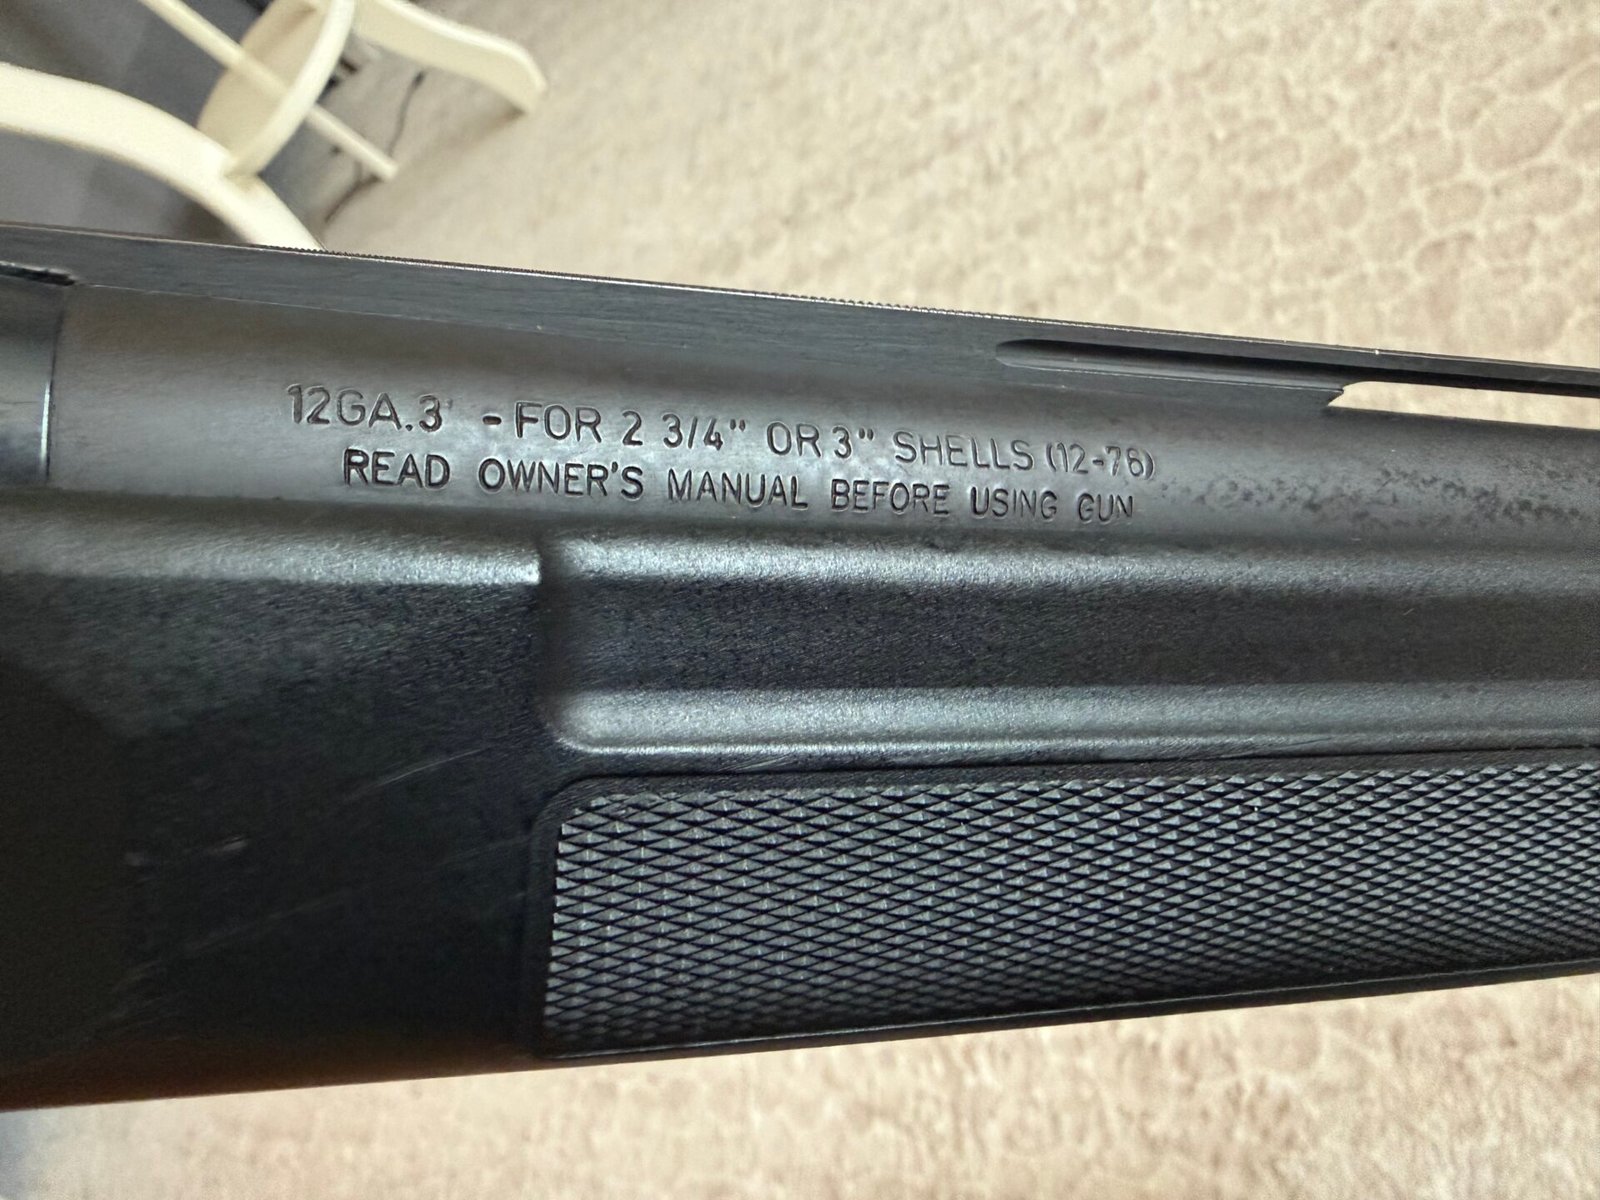 12GA.3" - FOR 2 3/4" OR 3" SHELLS (12-76)
READ OWNER'S MANUAL BEFORE USING GUN